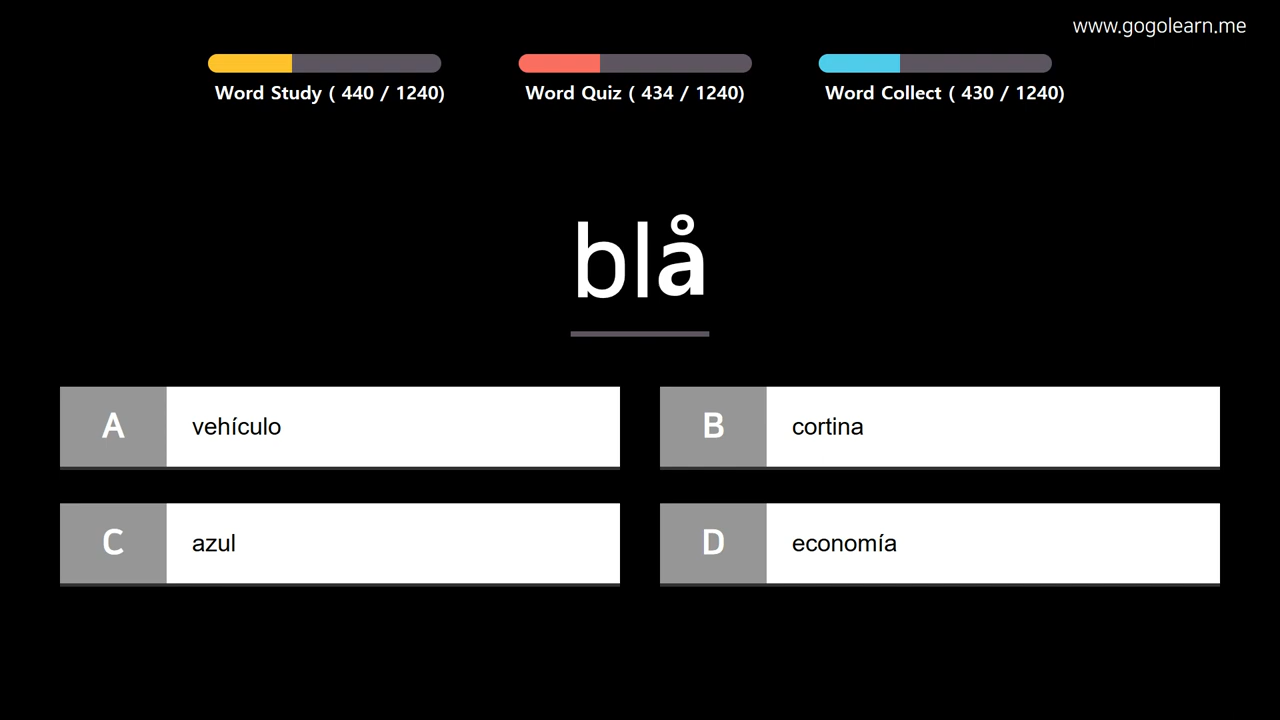 www.gogolearn.me
Word Study ( 440 / 1240)
Word Quiz ( 434 / 1240)
Word Collect ( 430 / 1240)
blå
A vehículo
B cortina
C azul
D economía